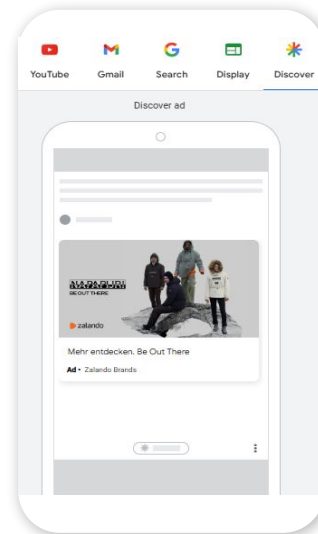 YouTube Gmail Search Display Discover
Discover ad
NAPAPIJRI
BE OUT THERE
zalando
Mehr entdecken. Be Out There
Ad • Zalando Brands